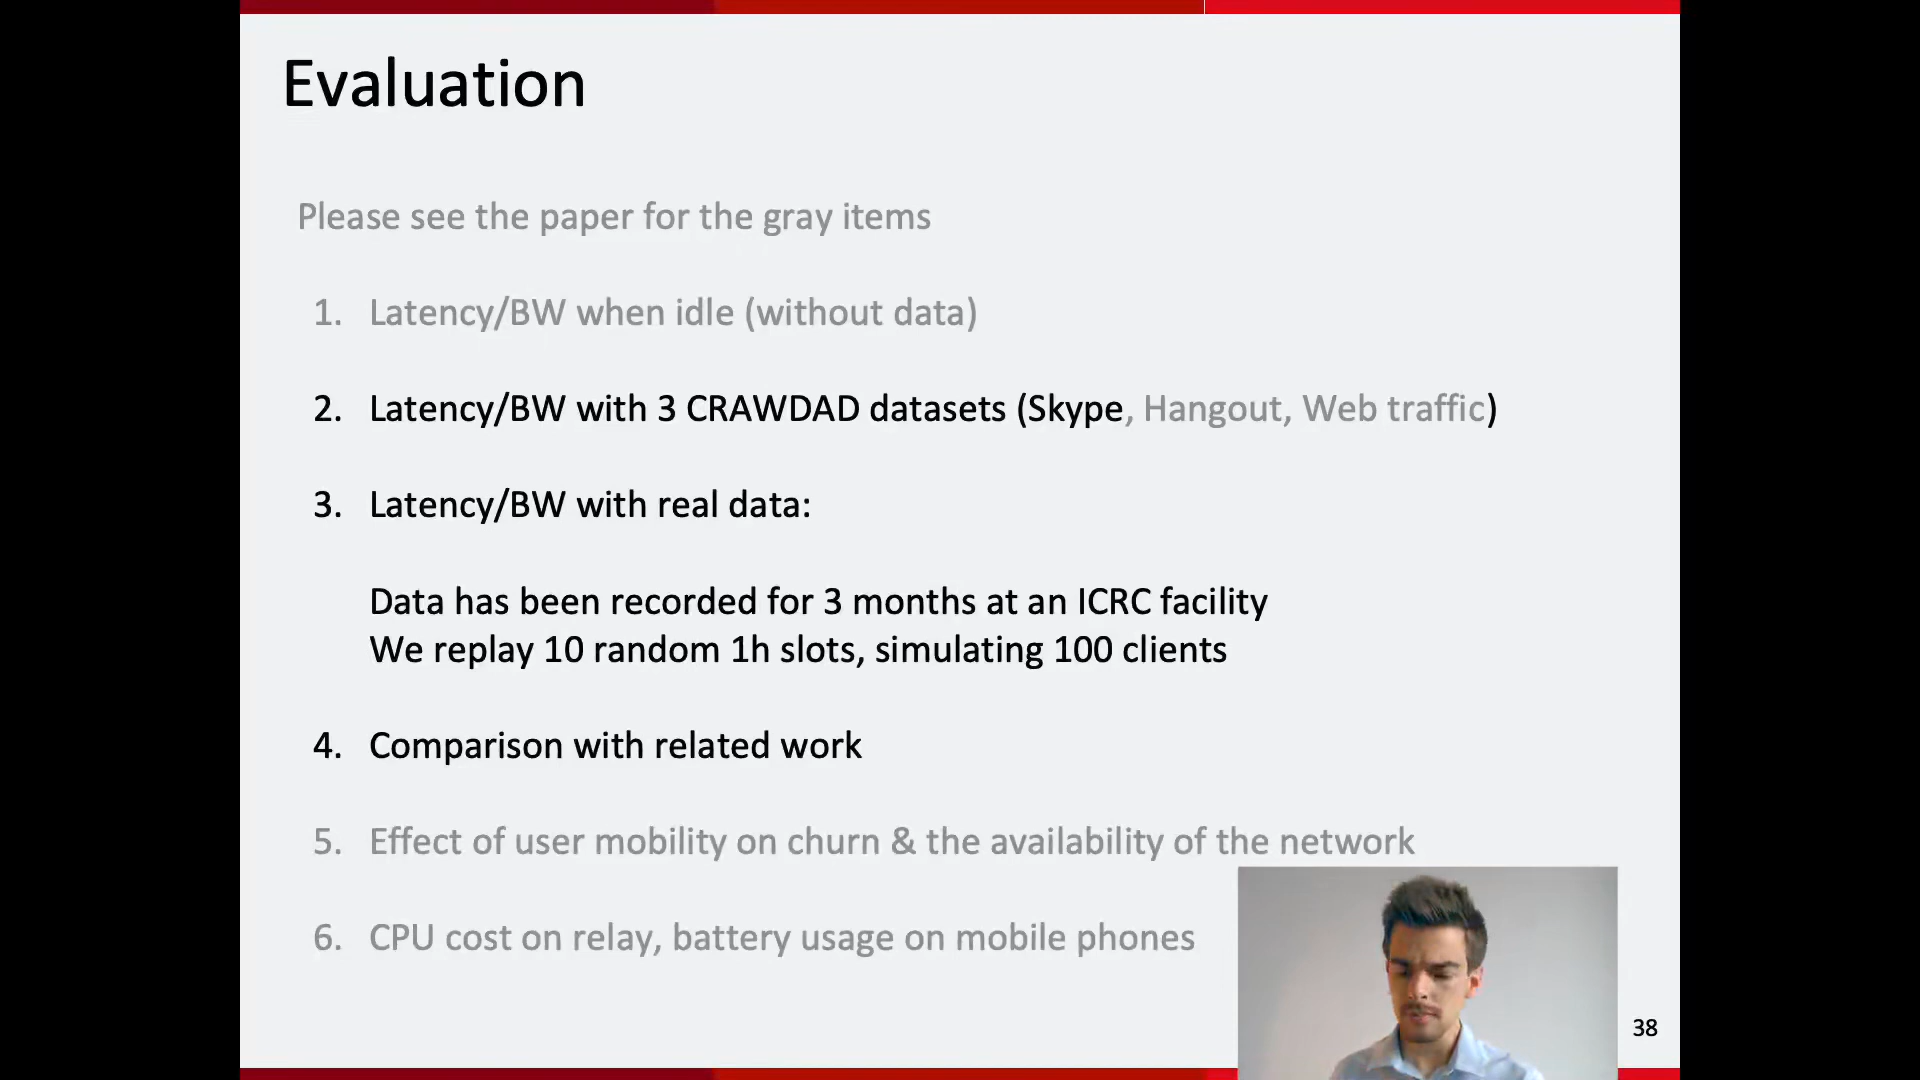 Evaluation
Please see the paper for the gray items
1. Latency/BW when idle (without data)
2. Latency/BW with 3 CRAWDAD datasets (Skype, Hangout, Web traffic)
3. Latency/BW with real data:
Data has been recorded for 3 months at an ICRC facility
We replay 10 random 1h slots, simulating 100 clients
4. Comparison with related work
5. Effect of user mobility on churn & the availability of the network
6. CPU cost on relay, battery usage on mobile phones
38